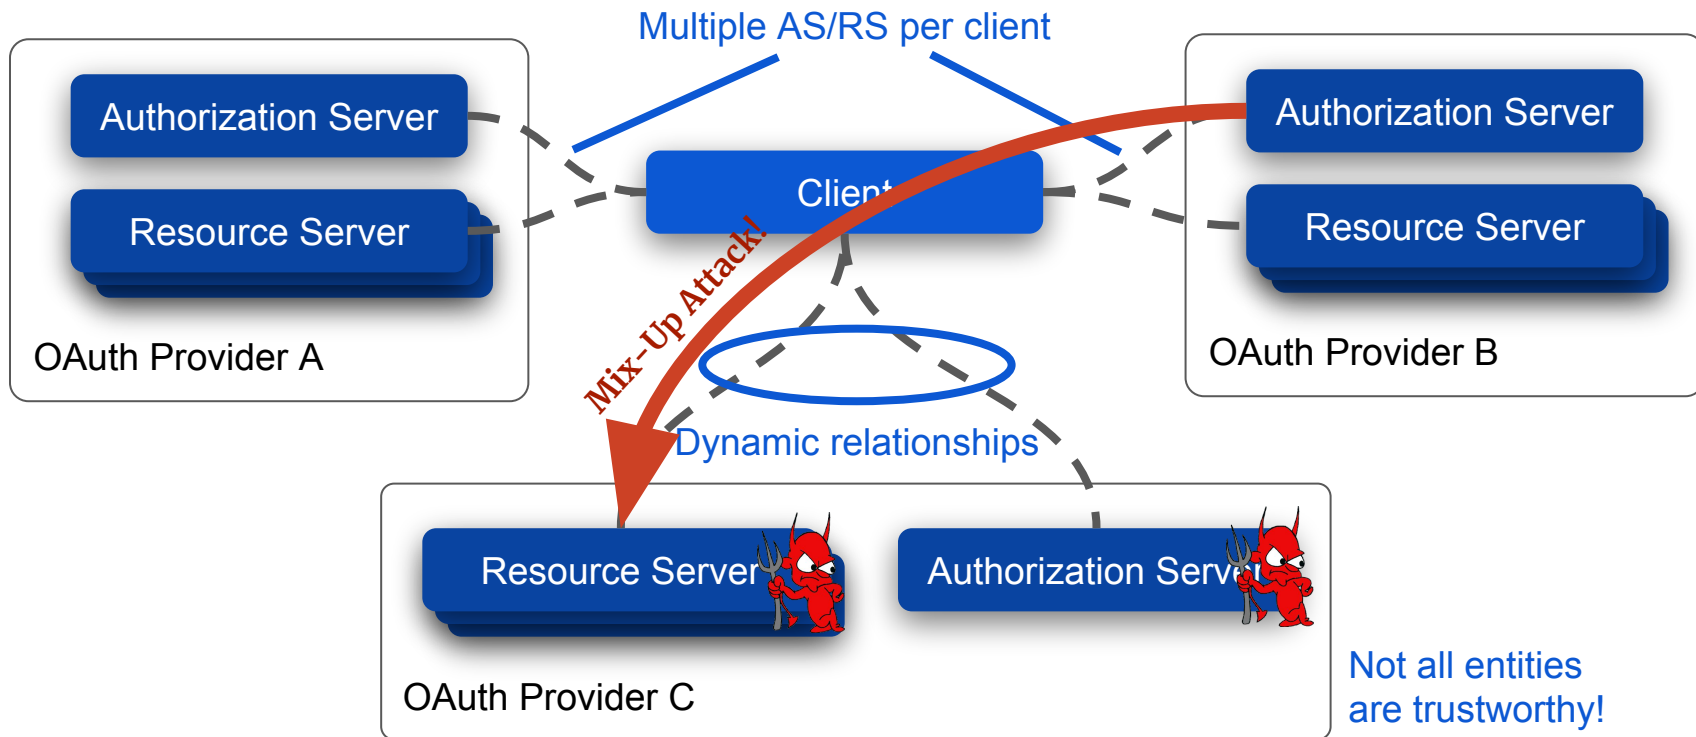 Multiple AS/RS per client
Authorization Server
Resource Server
OAuth Provider A
Client
Authorization Server
Resource Server
OAuth Provider B
Mix-Up Attack!
Dynamic relationships
Resource Server
Authorization Server
OAuth Provider C
Not all entities
are trustworthy!